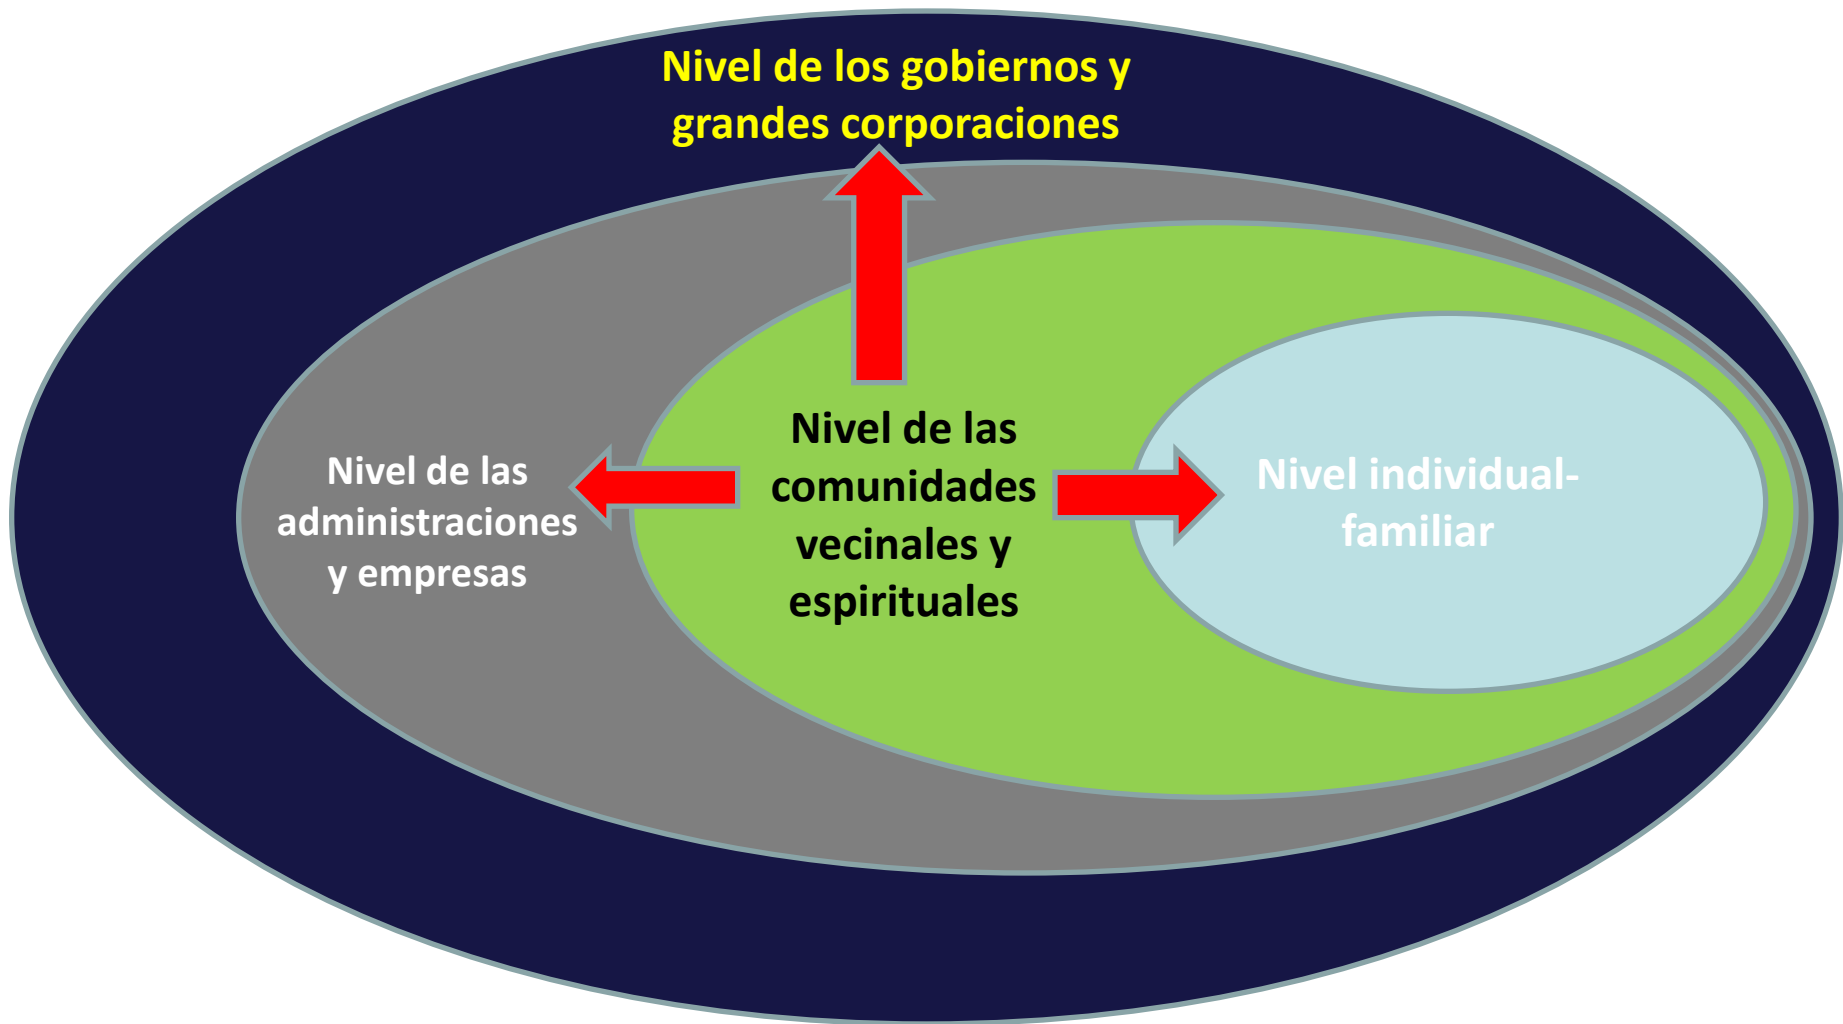 Nivel de los gobiernos y
grandes corporaciones
Nivel de las
administraciones
y empresas
Nivel de las
comunidades
vecinales y
espirituales
Nivel individual-
familiar